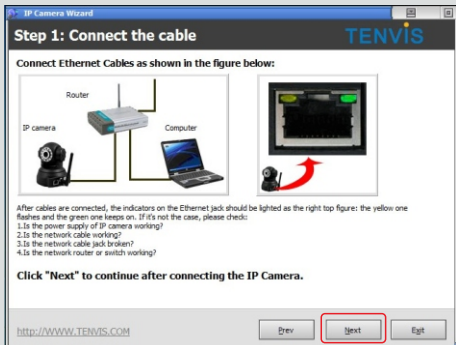 IP Camera Wizard
Step 1: Connect the cable
TENVIS
Connect Ethernet Cables as shown in the figure
below:
Router
IP camera
Computer
After cables are connected, the indicators on the Ethernet jack should
be lighted as the right top figure: the yellow one
flashes and the green one keeps on. If it's not the case, please check:
1.Is the power supply of IP camera working?
2.Is the network cable working?
3.Is the network cable jack broken?
4.Is the network router or switch working?
Click "Next" to continue after connecting the IP Camera.
http://WWW.TENVIS.COM
Prev
Next
Exit